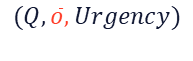 (Q, ō, Urgency)